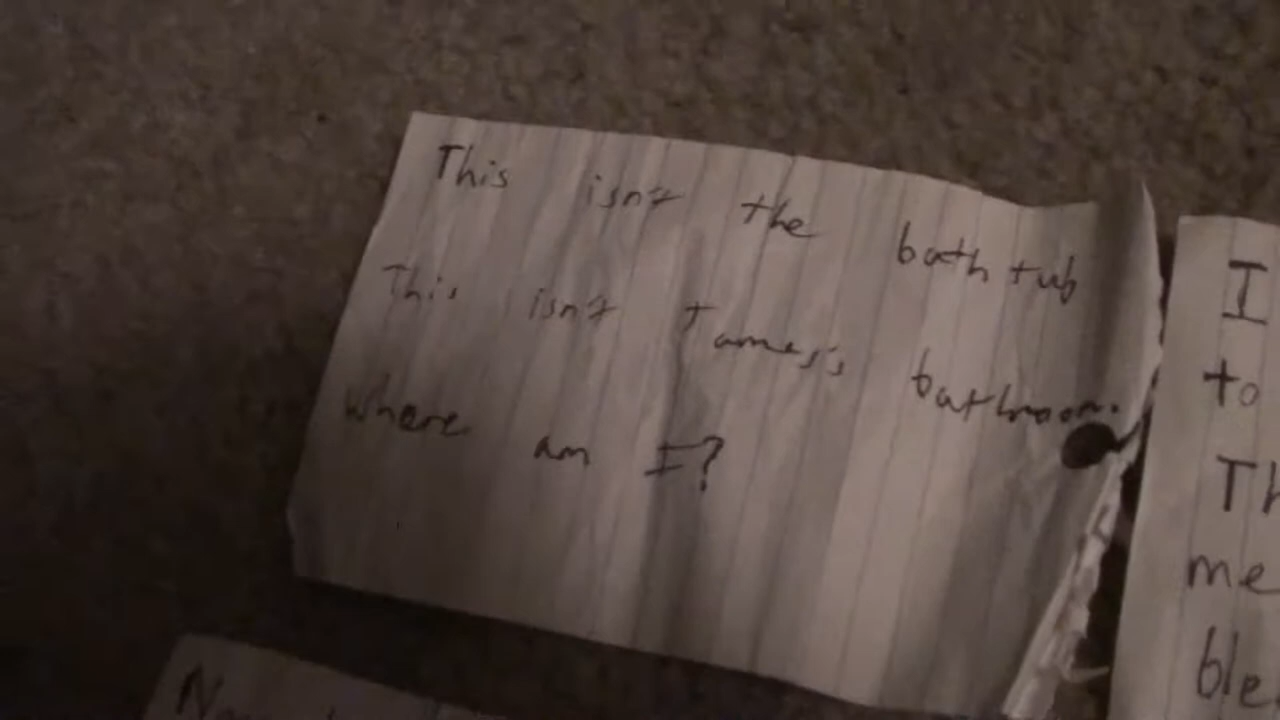 This isn't the bathtub
This isn't James's bathroom.
Where am I?
I
to
Th
me
ble